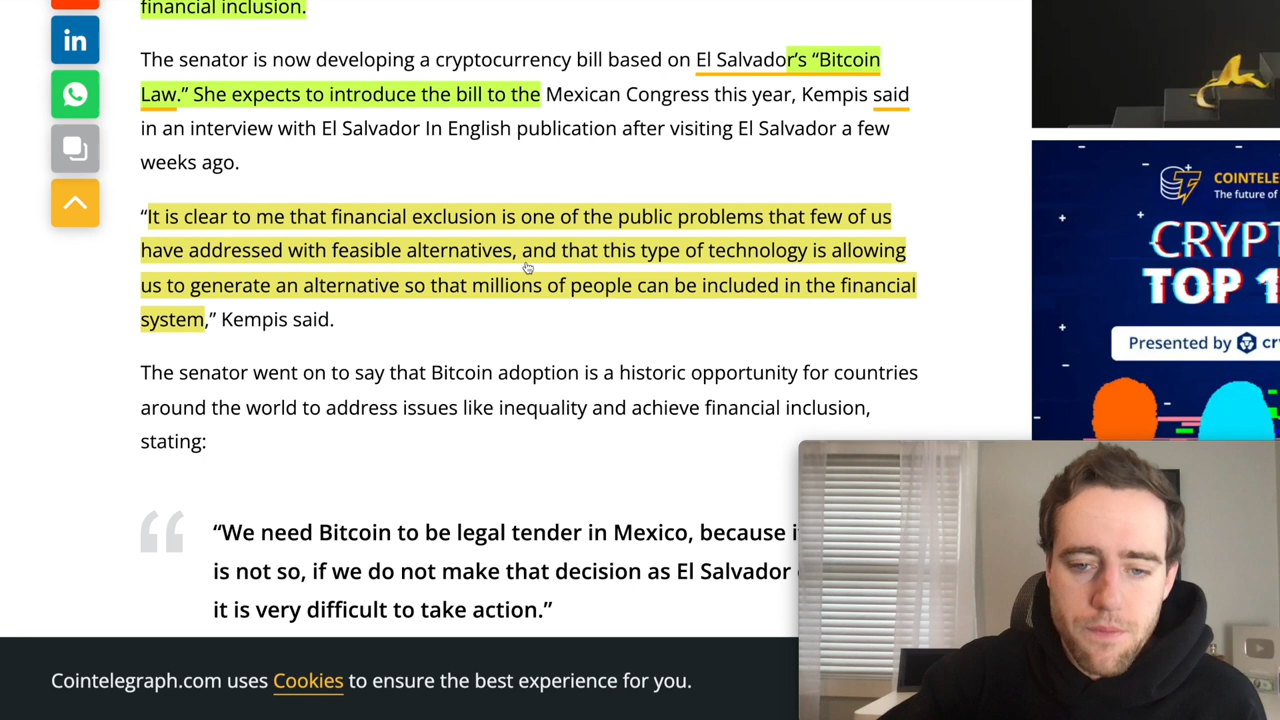 financial inclusion.
The senator is now developing a cryptocurrency bill based on El Salvador's “Bitcoin
Law.” She expects to introduce the bill to the Mexican Congress this year, Kempis said
in an interview with El Salvador In English publication after visiting El Salvador a few
weeks ago.
“It is clear to me that financial exclusion is one of the public problems that few of us
have addressed with feasible alternatives, and that this type of technology is allowing
us to generate an alternative so that millions of people can be included in the financial
system,” Kempis said.
The senator went on to say that Bitcoin adoption is a historic opportunity for countries
around the world to address issues like inequality and achieve financial inclusion,
stating:
“We need Bitcoin to be legal tender in Mexico, because i
is not so, if we do not make that decision as El Salvador
it is very difficult to take action.”
Cointelegraph.com uses Cookies to ensure the best experience for you.
in
COINTELE
The future of
CRYPT
TOP 1
Presented by cr